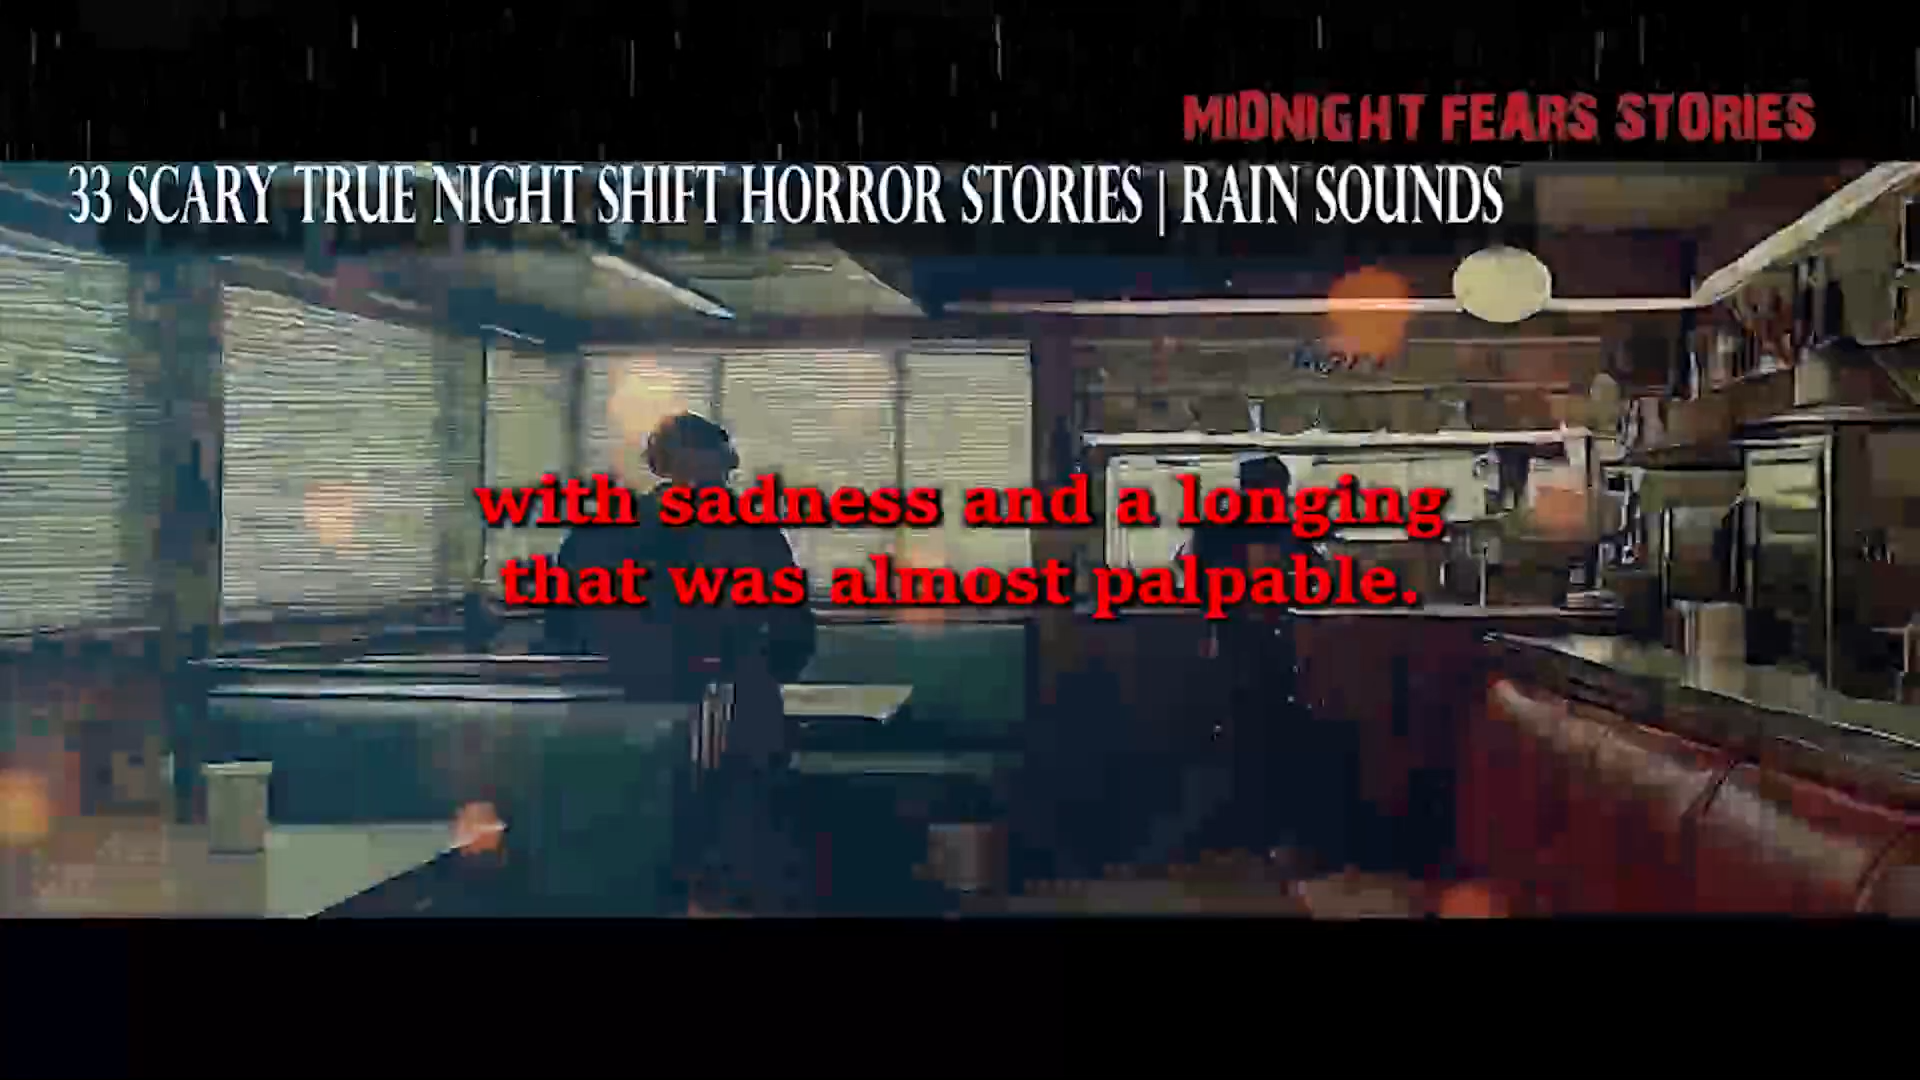 MIDNIGHT FEARS STORIES
33 SCARY TRUE NIGHT SHIFT HORROR STORIES | RAIN SOUNDS
with sadness and a longing
that was almost palpable.